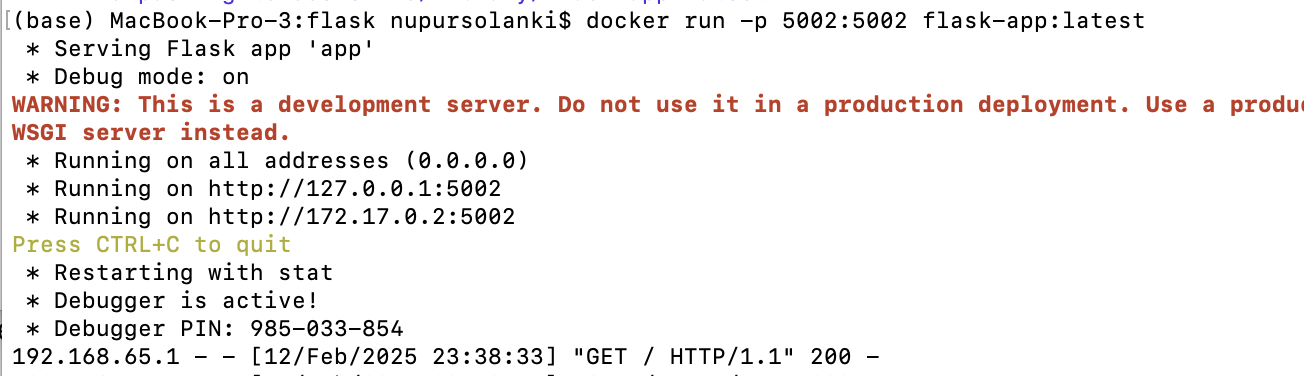 [(base) MacBook-Pro-3:flask nupursolanki$ docker run -p 5002:5002 flask-app:latest
* Serving Flask app 'app'
* Debug mode: on
WARNING: This is a development server. Do not use it in a production deployment. Use a produc
WSGI server instead.
* Running on all addresses (0.0.0.0)
* Running on http://127.0.0.1:5002
* Running on http://172.17.0.2:5002
Press CTRL+C to quit
* Restarting with stat
* Debugger is active!
* Debugger PIN: 985-033-854
192.168.65.1 - - [12/Feb/2025 23:38:33] "GET / HTTP/1.1" 200 -